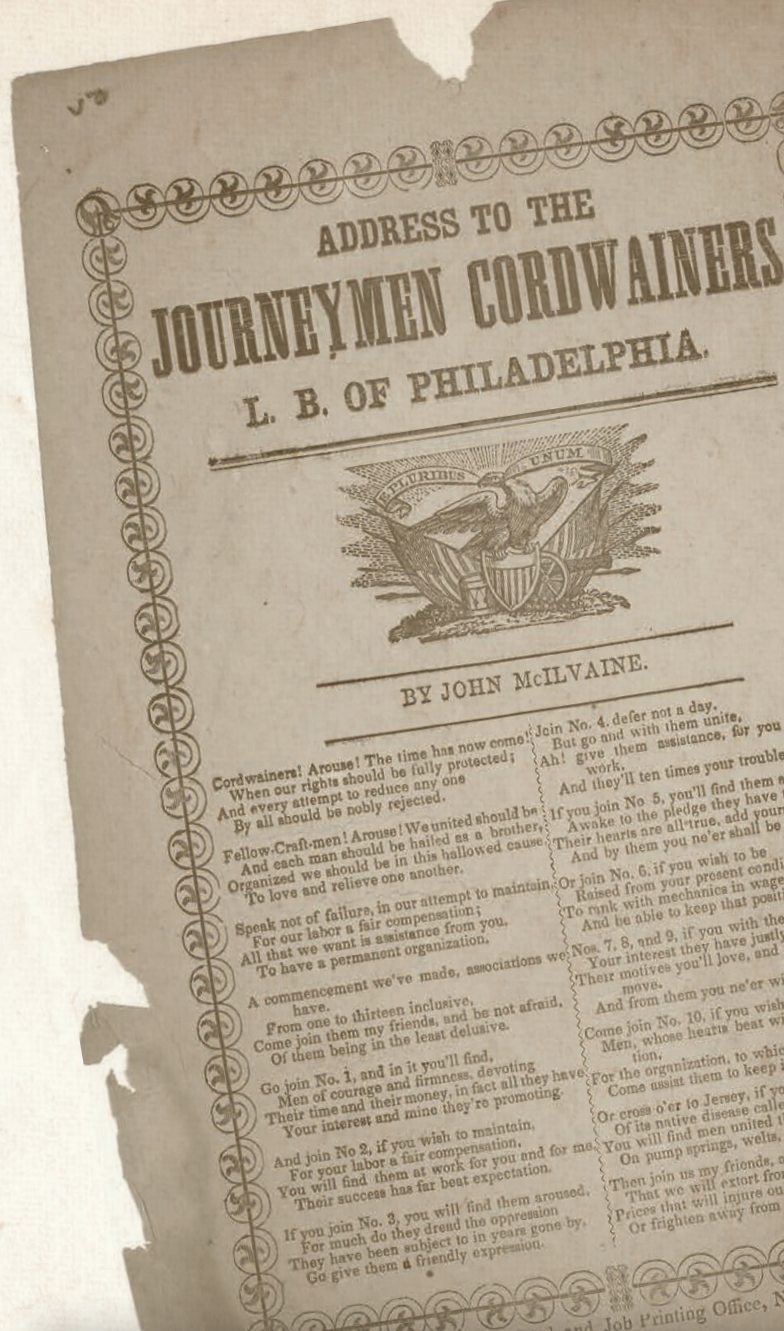 ADDRESS TO THE
JOURNEYMEN CORDWAINERS
L. B. OF PHILADELPHIA.
E PLURIBUS UNUM
BY JOHN McILVAINE.
Cordwainers! Arouse! The time has now come!
When our rights should be fully protected;
And every attempt to reduce any one
By all should be nobly rejected.
Fellow-Craft-men! Arouse! We united should be
And each man should be hailed as a brother,
Organized we should be in this hallowed cause
To love and relieve one another.
Speak not of failure, in our attempt to maintain,
For our labor a fair compensation;
All that we want is assistance from you,
To have a permanent organization.
A commencement we've made, associations we
have.
From one to thirteen inclusive,
Come join them my friends, and be not afraid,
Of them being in the least delusive.
Go join No. 1, and in it you'll find,
Men of courage and firmness, devoting
Their time and their money, in fact all they have
Your interest and mine they're promoting.
And join No 2, if you wish to maintain,
For your labor a fair compensation,
You will find them at work for you and for me,
Their success has far beat expectation.
If you join No. 3, you will find them aroused,
For much do they dread the oppression
They have been subject to in years gone by,
Go give them a friendly expression.
Join No. 4, defer not a day,
But go and with them unite,
Ah! give them assistance, for you
work.
And they'll ten times your trouble
If you join No 5, you'll find them
Awake to the pledge they have
Their hearts are all true, add your
And by them you ne'er shall be
Or join No. 6, if you wish to be
Raised from your present condi
To rank with mechanics in wage
And be able to keep that post
Nos. 7, 8, and 9, if you with the
Your interest they have justly
Their motives you'll love, and
move.
And from them you ne'er wi
Come join No. 10, if you wish
Men, whose hearts beat wi
tion.
For the organization, to whic
Come assist them to keep
Or cross o'er to Jersey, if yo
Of its native disease calle
You will find men united
On pump springs, welts,
Then join us my friends,
That we will extort fro
Prices that will injure ou
Or frighten away from
and Job Printing Office,